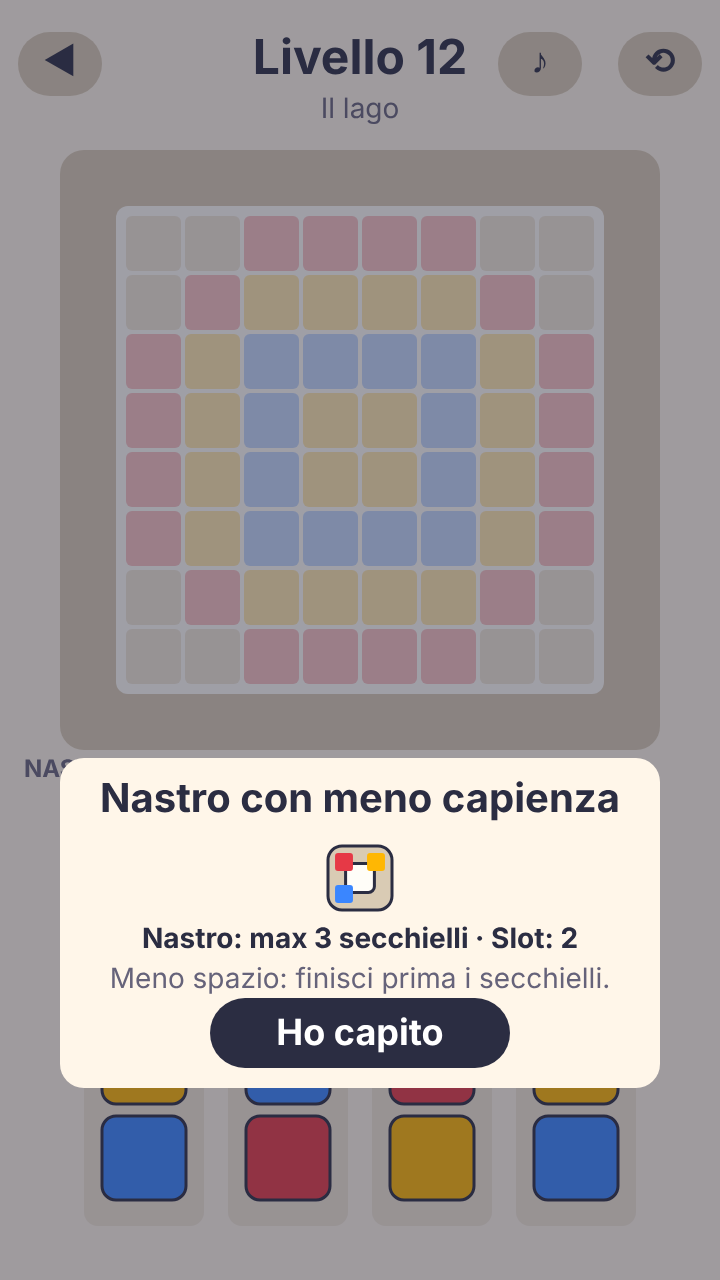 Livello 12
Il lago
Nastro con meno capienza
Nastro: max 3 secchielli · Slot: 2
Meno spazio: finisci prima i secchielli.
Ho capito